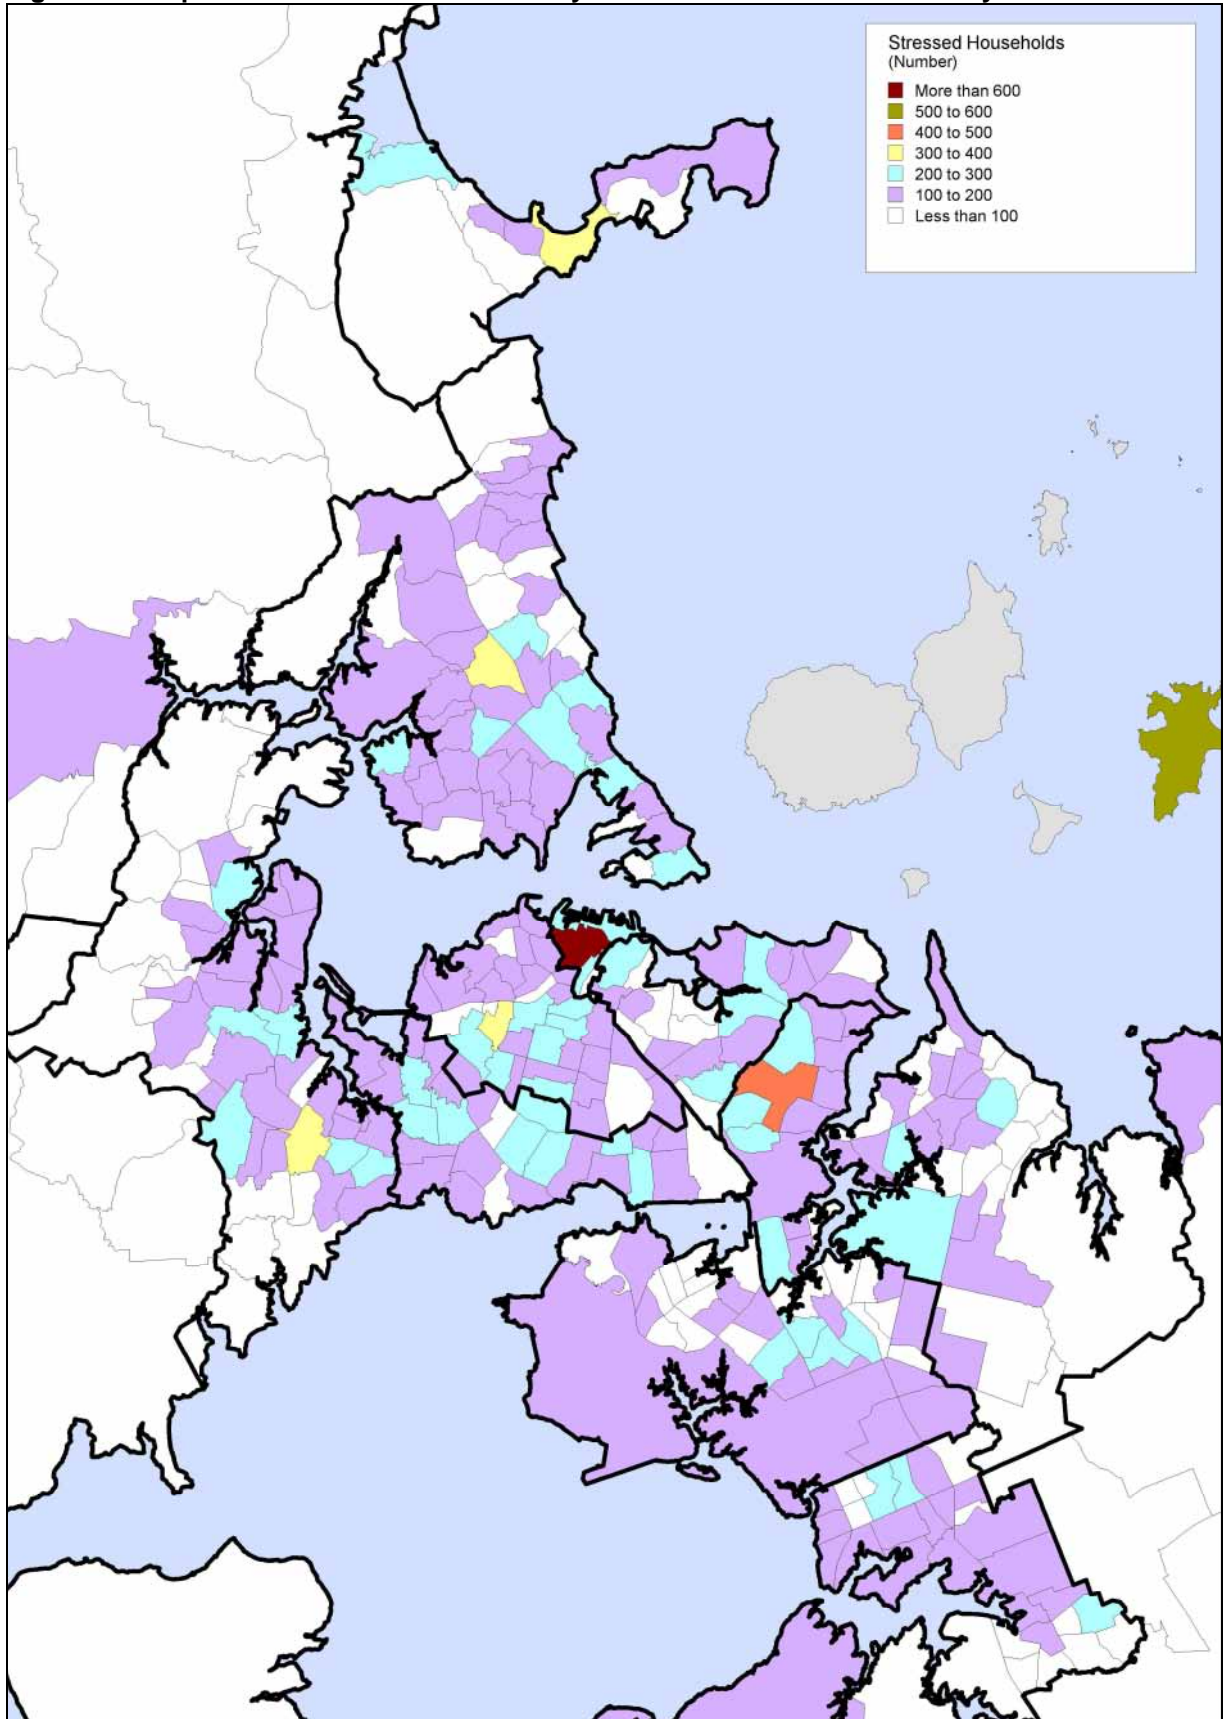 Stressed Households
(Number)
More than 600
500 to 600
400 to 500
300 to 400
200 to 300
100 to 200
Less than 100